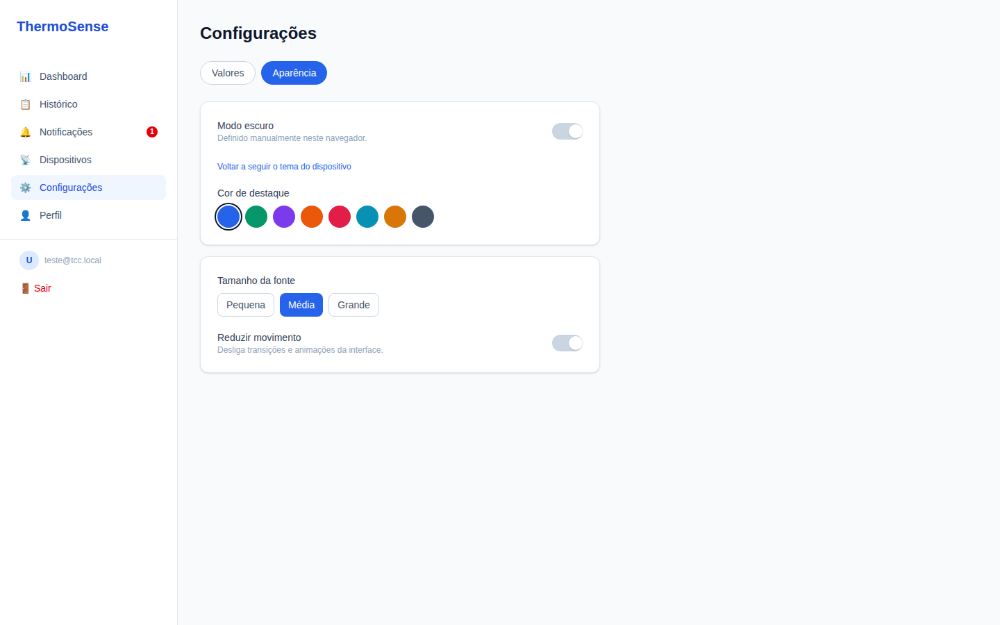 ThermoSense
Dashboard
Histórico
Notificações 1
Dispositivos
Configurações
Perfil
U teste@tcc.local
Sair
Configurações
Valores Aparência
Modo escuro
Definido manualmente neste navegador.
Voltar a seguir o tema do dispositivo
Cor de destaque
Tamanho da fonte
Pequena Média Grande
Reduzir movimento
Desliga transições e animações da interface.